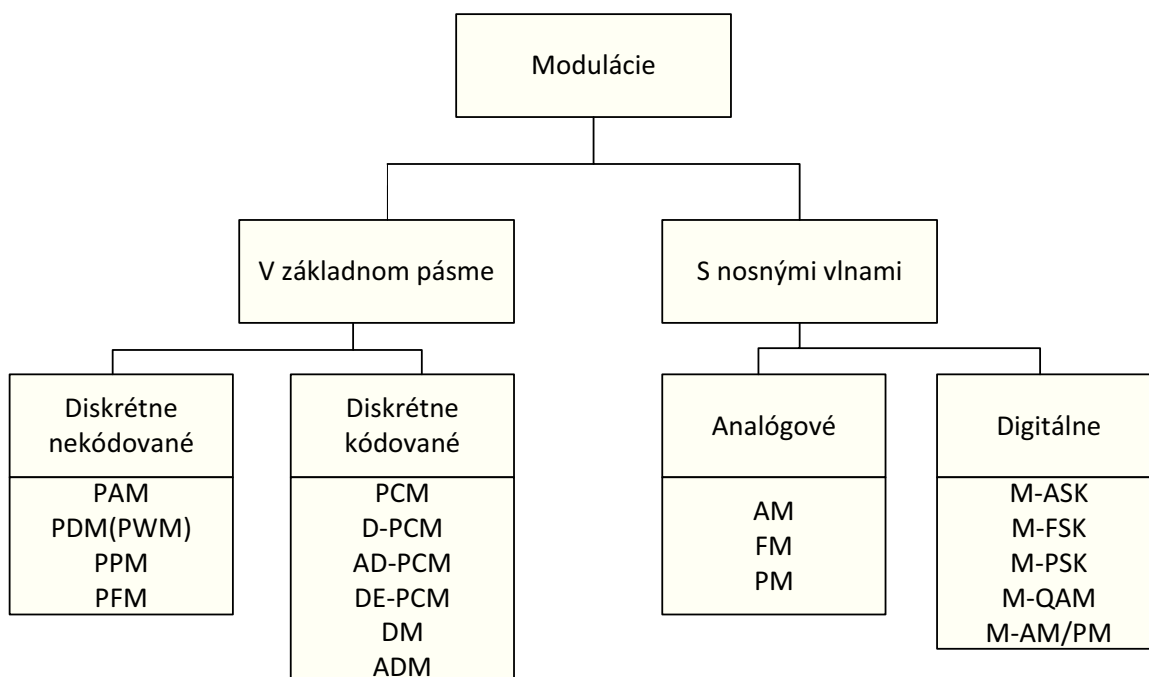 Modulácie
V základnom pásme
S nosnými vlnami
Diskrétne
nekódované
PAM
PDM(PWM)
PPM
PFM
Diskrétne
kódované
PCM
D-PCM
AD-PCM
DE-PCM
DM
ADM
Analógové
AM
FM
PM
Digitálne
M-ASK
M-FSK
M-PSK
M-QAM
M-AM/PM